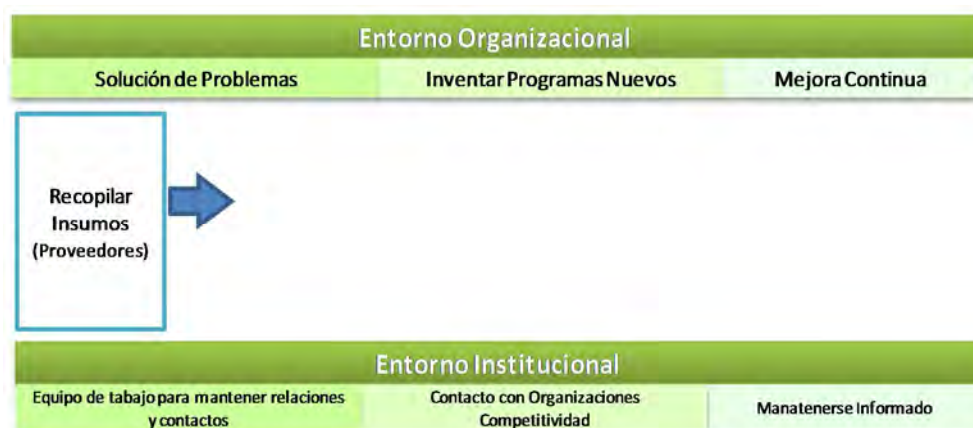 Entorno Organizacional
Solución de Problemas
Inventar Programas Nuevos
Mejora Continua
Recopilar
Insumos
(Proveedores)
Entorno Institucional
Equipo de tabajo para mantener relaciones
y contactos
Contacto con Organizaciones
Competitividad
Manatenerse Informado